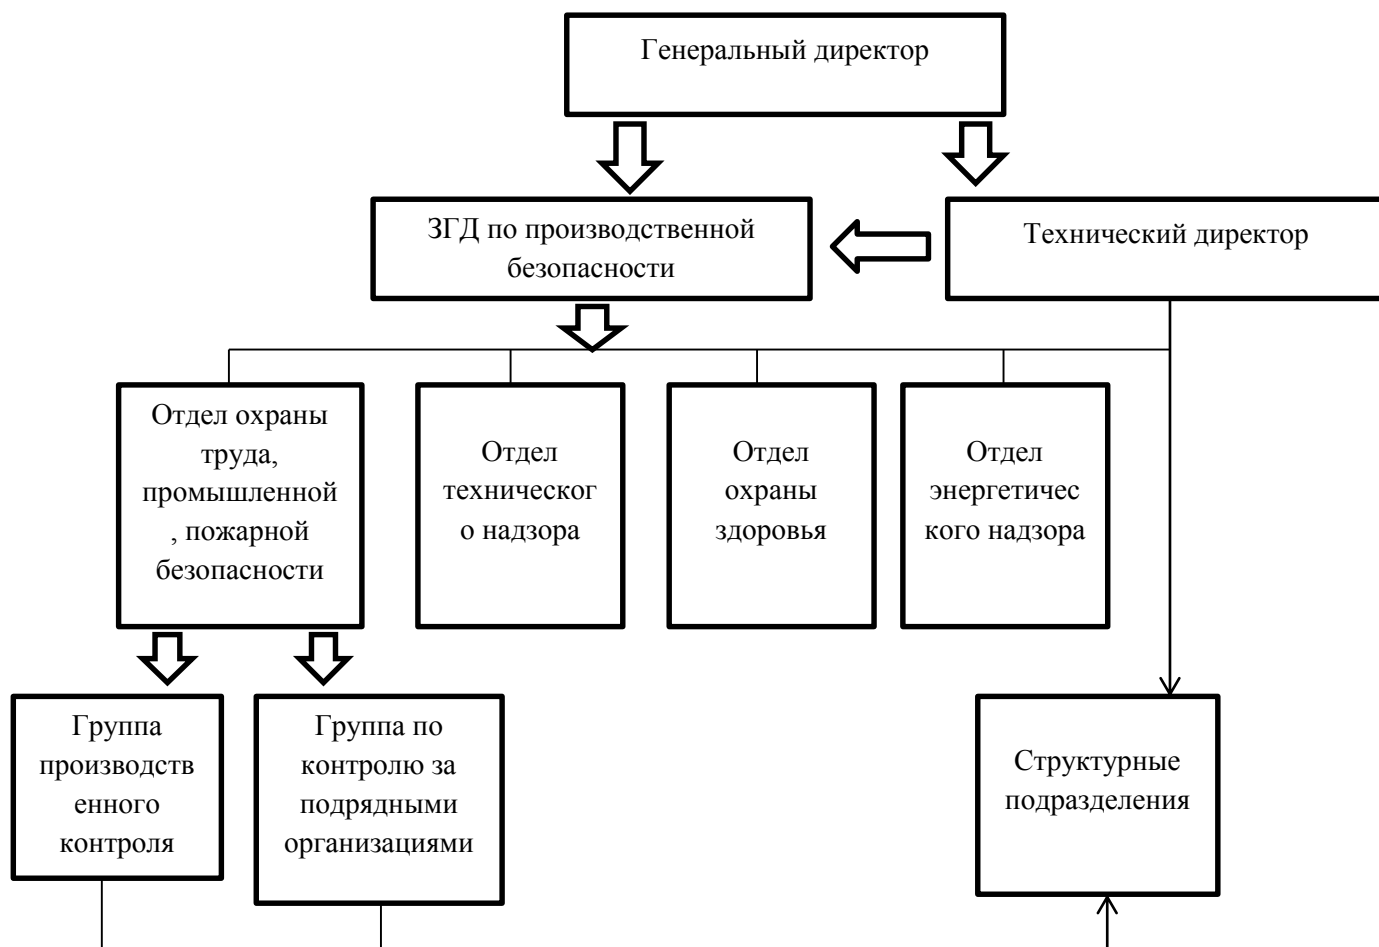 Генеральный директор
ЗГД по производственной
безопасности
Технический директор
Отдел охраны
труда,
промышленной
, пожарной
безопасности
Отдел
техническог
о надзора
Отдел
охраны
здоровья
Отдел
энергетичес
кого надзора
Группа
производств
енного
контроля
Группа по
контролю за
подрядными
организациями
Структурные
подразделения